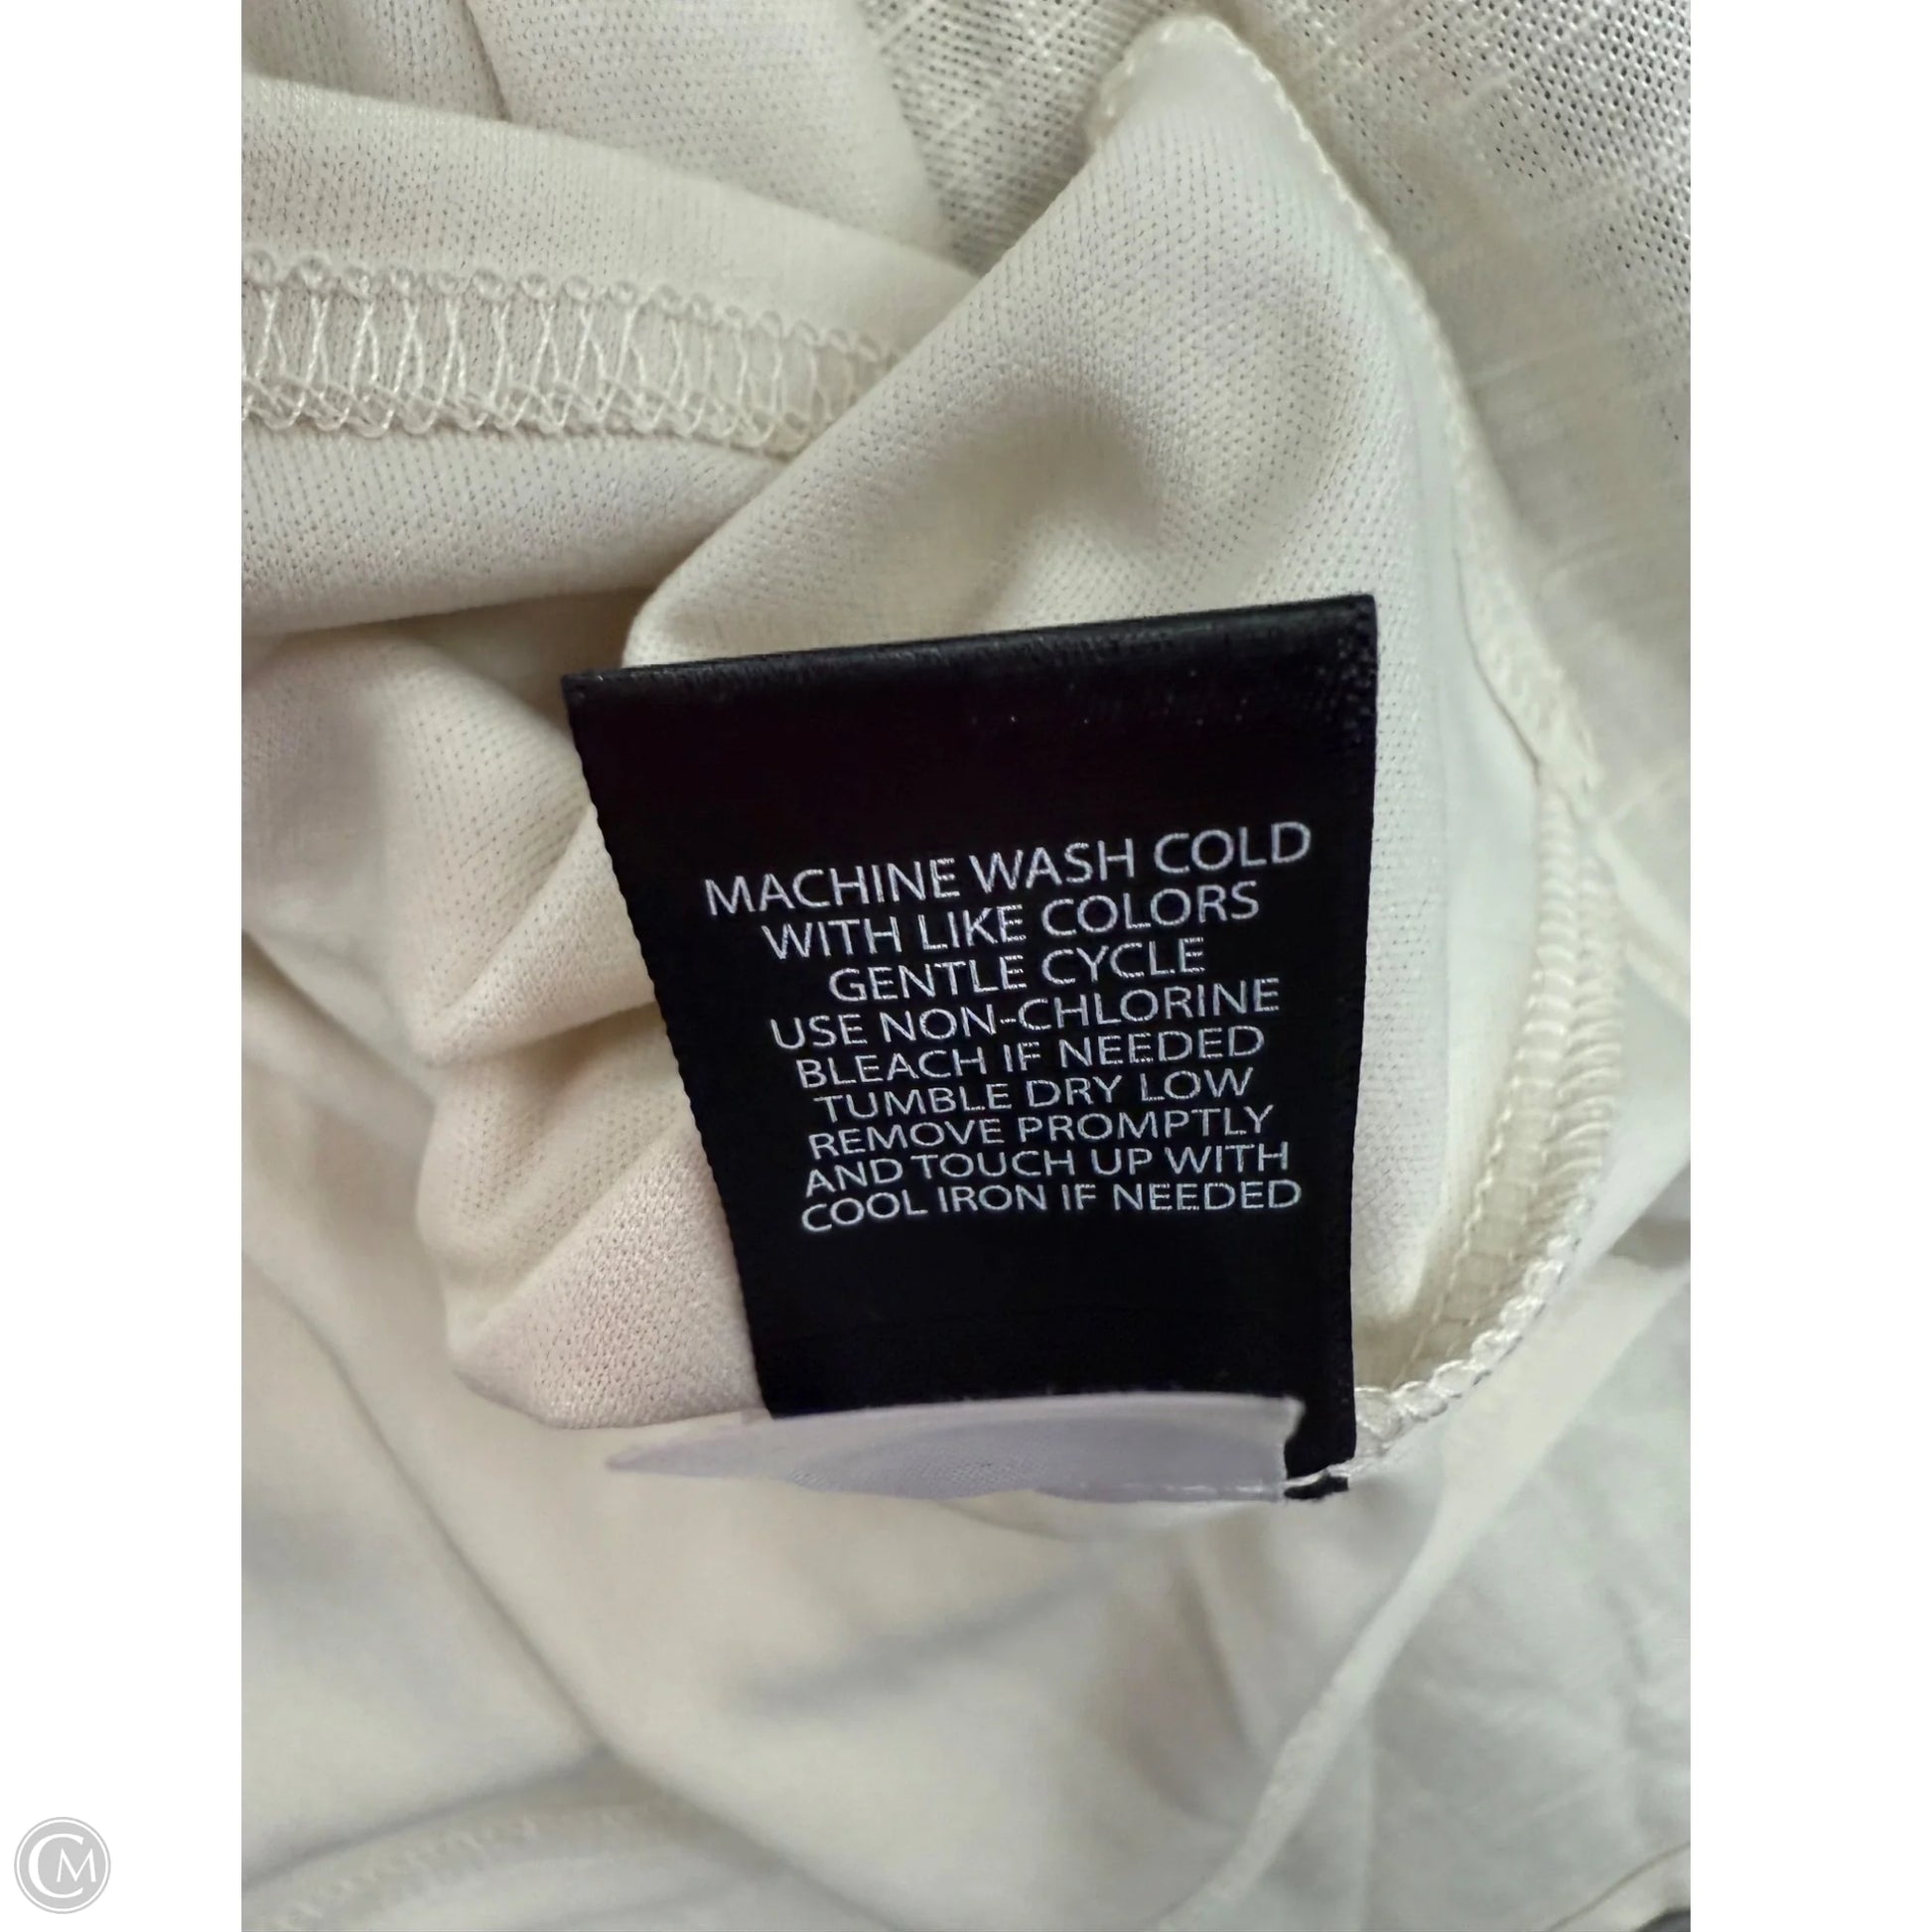 MACHINE WASH COLD
WITH LIKE COLORS
GENTLE CYCLE
USE NON-CHLORINE
BLEACH IF NEEDED
TUMBLE DRY LOW
REMOVE PROMPTLY
AND TOUCH UP WITH
COOL IRON IF NEEDED
CM